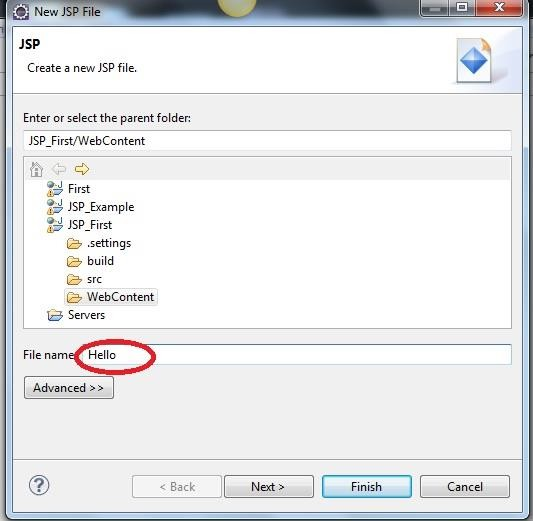 New JSP File
JSP
Create a new JSP file.
Enter or select the parent folder:
JSP_First/WebContent
First
JSP_Example
JSP_First
.settings
build
src
WebContent
Servers
File name: Hello
Advanced >>
? < Back Next > Finish Cancel